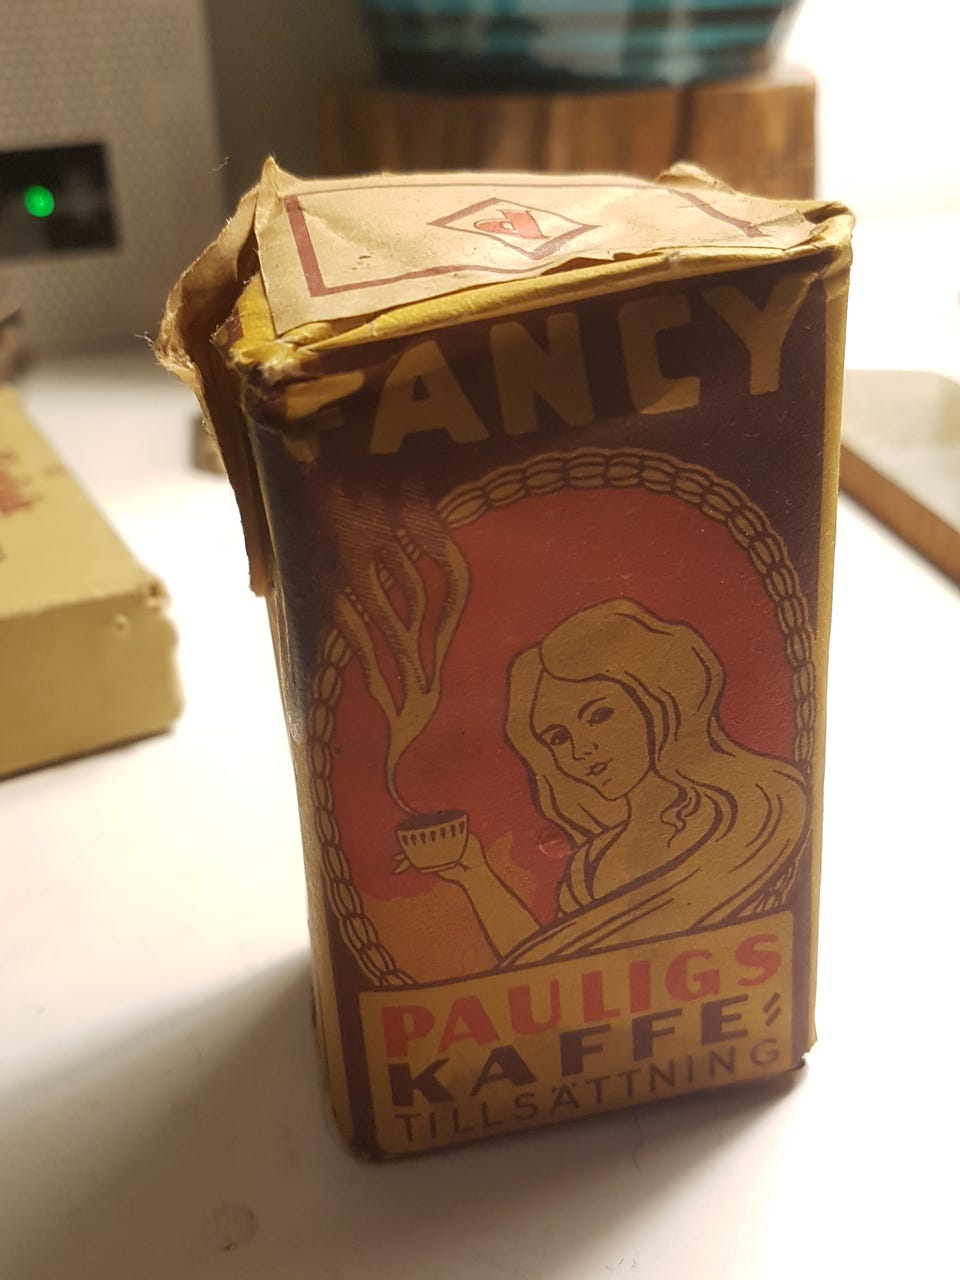 P
FANCY
PAULIGS
KAFFE=
TILLSÄTTNING